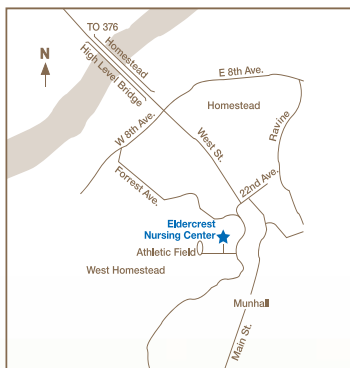 TO 376
Homestead
High Level Bridge
N
E 8th Ave.
Homestead
Ravine
W 8th Ave.
West St.
Forrest Ave.
22nd Ave.
Eldercrest
Nursing Center
Athletic Field
West Homestead
Munhall
Main St.